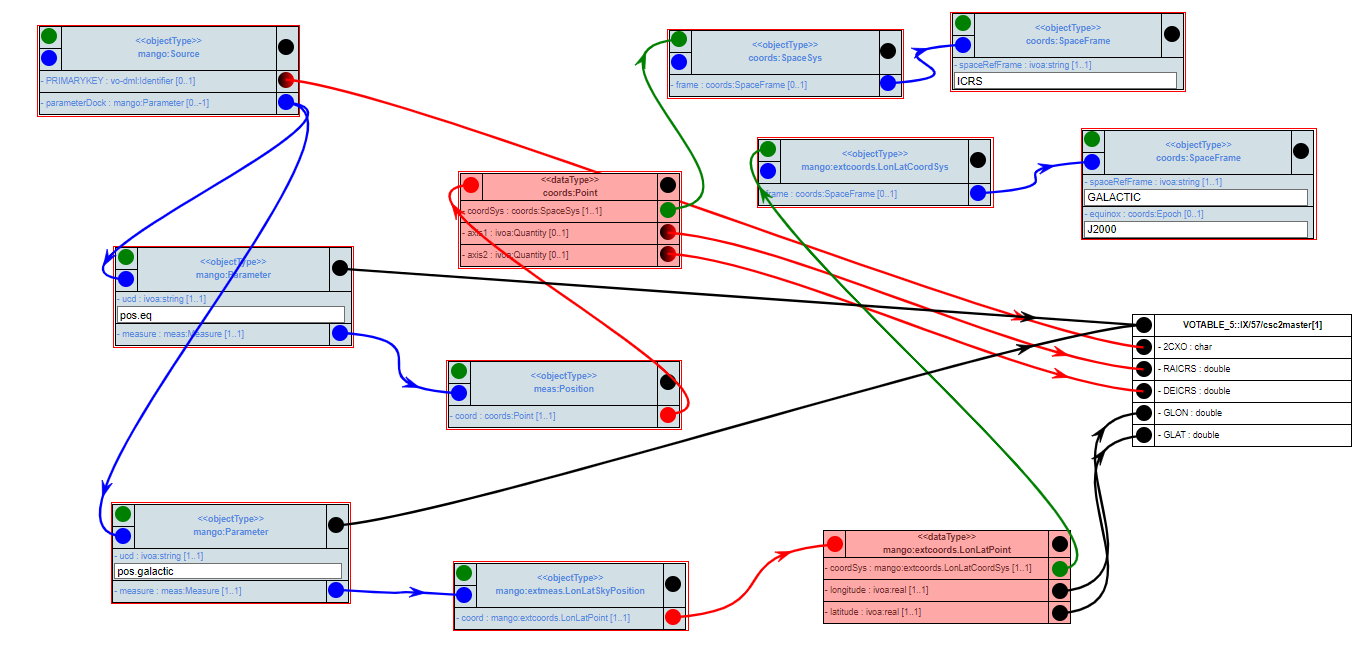 <<objectType>>
mango:Source
- PRIMARYKEY : vo-dml:Identifier [0..1]
- parameterDock : mango:Parameter [0..-1]
<<objectType>>
coords:SpaceSys
- frame : coords:SpaceFrame [0..1]
<<objectType>>
coords:SpaceFrame
- spaceRefFrame : ivoa:string [1..1]
ICRS
<<objectType>>
mango:extcoords.LonLatCoordSys
frame : coords:SpaceFrame [0..1]
<<objectType>>
coords:SpaceFrame
- spaceRefFrame : ivoa:string [1..1]
GALACTIC
- equinox : coords:Epoch [0..1]
J2000
<<dataType>>
coords:Point
- coordSys : coords:SpaceSys [1..1]
- axis1 : ivoa:Quantity [0..1]
- axis2 : ivoa:Quantity [0..1]
<<objectType>>
mango:Parameter
- ucd : ivoa:string [1..1]
pos.eq
- measure : meas:Measure [1..1]
<<objectType>>
meas:Position
- coord : coords:Point [1..1]
VOTABLE_5::IX/57/csc2master[1]
- 2CXO : char
- RAICRS : double
- DEICRS : double
- GLON : double
- GLAT : double
<<objectType>>
mango:Parameter
- ucd : ivoa:string [1..1]
pos.galactic
- measure : meas:Measure [1..1]
<<objectType>>
mango:extmeas.LonLatSkyPosition
- coord : mango:extcoords.LonLatPoint [1..1]
<<dataType>>
mango:extcoords.LonLatPoint
- coordSys : mango:extcoords.LonLatCoordSys [1..1]
- longitude : ivoa:real [1..1]
- latitude : ivoa:real [1..1]